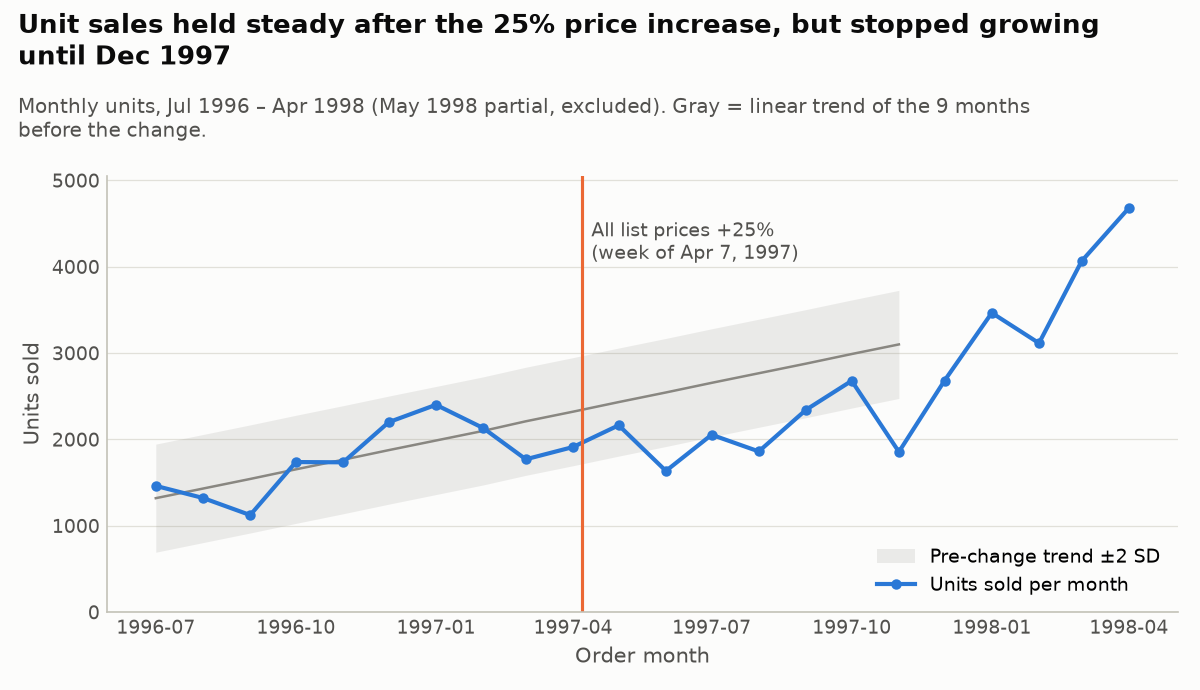 Unit sales held steady after the 25% price increase, but stopped growing
until Dec 1997
Monthly units, Jul 1996 – Apr 1998 (May 1998 partial, excluded). Gray = linear trend of the 9 months
before the change.
Units sold
5000
4000
3000
2000
1000
0
All list prices +25%
(week of Apr 7, 1997)
Pre-change trend ±2 SD
Units sold per month
1996-07
1996-10
1997-01
1997-04
1997-07
1997-10
1998-01
1998-04
Order month